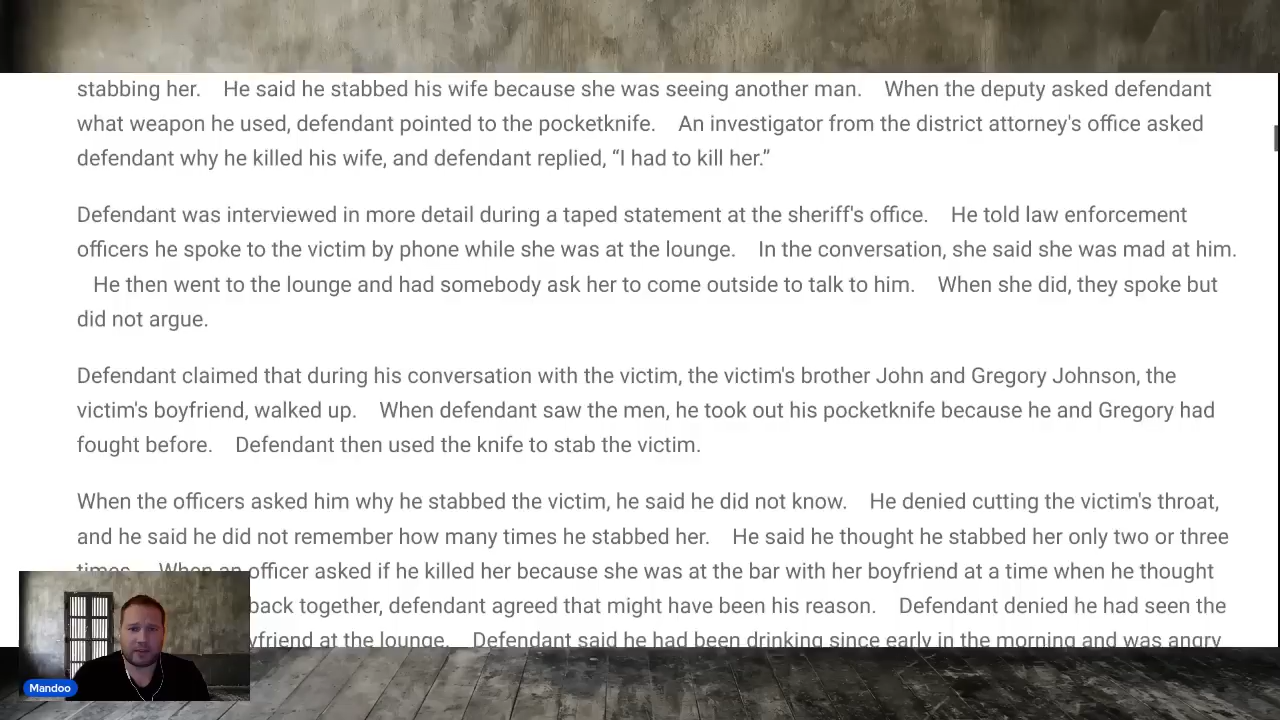 stabbing her. He said he stabbed his wife because she was seeing another man. When the deputy asked defendant
what weapon he used, defendant pointed to the pocketknife. An investigator from the district attorney's office asked
defendant why he killed his wife, and defendant replied, “I had to kill her.”
Defendant was interviewed in more detail during a taped statement at the sheriff's office. He told law enforcement
officers he spoke to the victim by phone while she was at the lounge. In the conversation, she said she was mad at him.
He then went to the lounge and had somebody ask her to come outside to talk to him. When she did, they spoke but
did not argue.
Defendant claimed that during his conversation with the victim, the victim's brother John and Gregory Johnson, the
victim's boyfriend, walked up. When defendant saw the men, he took out his pocketknife because he and Gregory had
fought before. Defendant then used the knife to stab the victim.
When the officers asked him why he stabbed the victim, he said he did not know. He denied cutting the victim's throat,
and he said he did not remember how many times he stabbed her. He said he thought he stabbed her only two or three
times. When an officer asked if he killed her because she was at the bar with her boyfriend at a time when he thought
back together, defendant agreed that might have been his reason. Defendant denied he had seen the
yfriend at the lounge. Defendant said he had been drinking since early in the morning and was angry
Mandoo